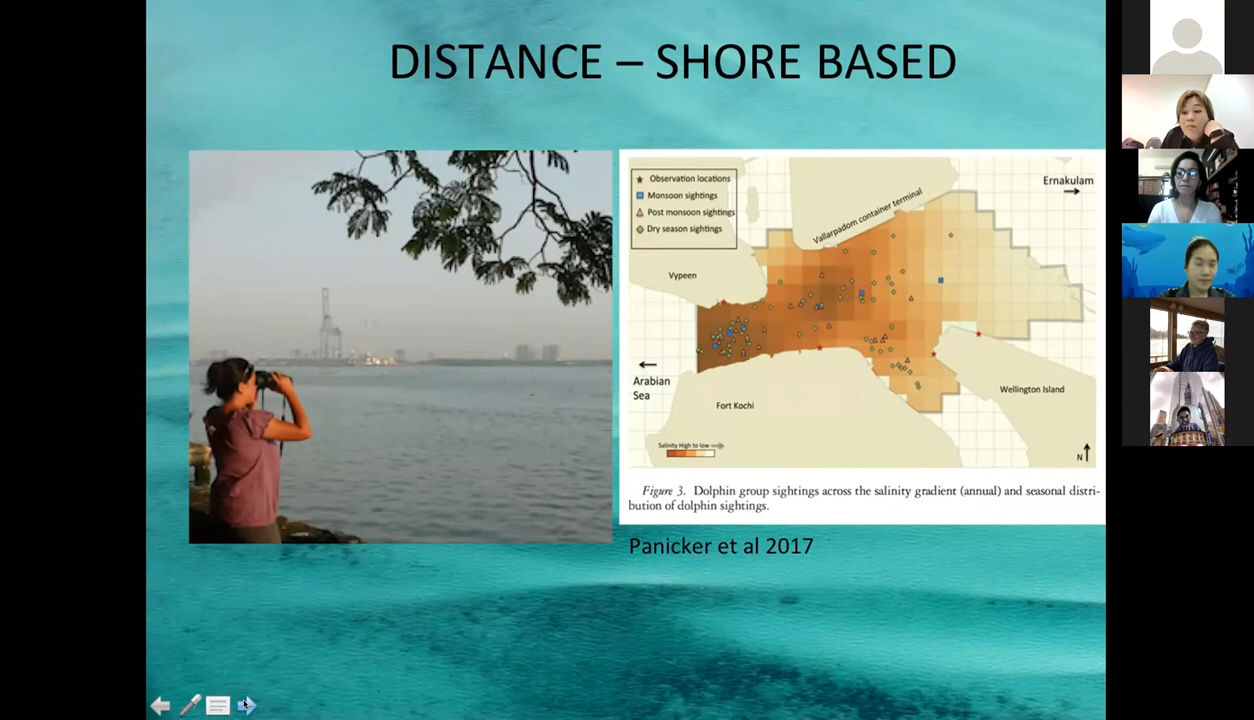 DISTANCE – SHORE BASED
Observation locations
Monsoon sightings
Post monsoon sightings
Dry season sightings
Ernakulam
Vallarpadom container terminal
Vypeen
Arabian
Sea
Fort Kochi
Wellington Island
Salinity High to low
N
Figure 3. Dolphin group sightings across the salinity gradient (annual) and seasonal distri-
bution of dolphin sightings.
Panicker et al 2017